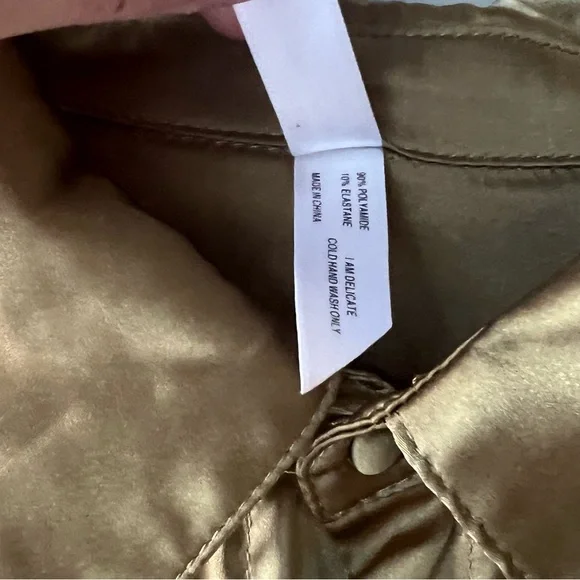 90% POLYAMIDE
10% ELASTANE
MADE IN CHINA
I AM DELICATE
COLD HAND WASH ONLY